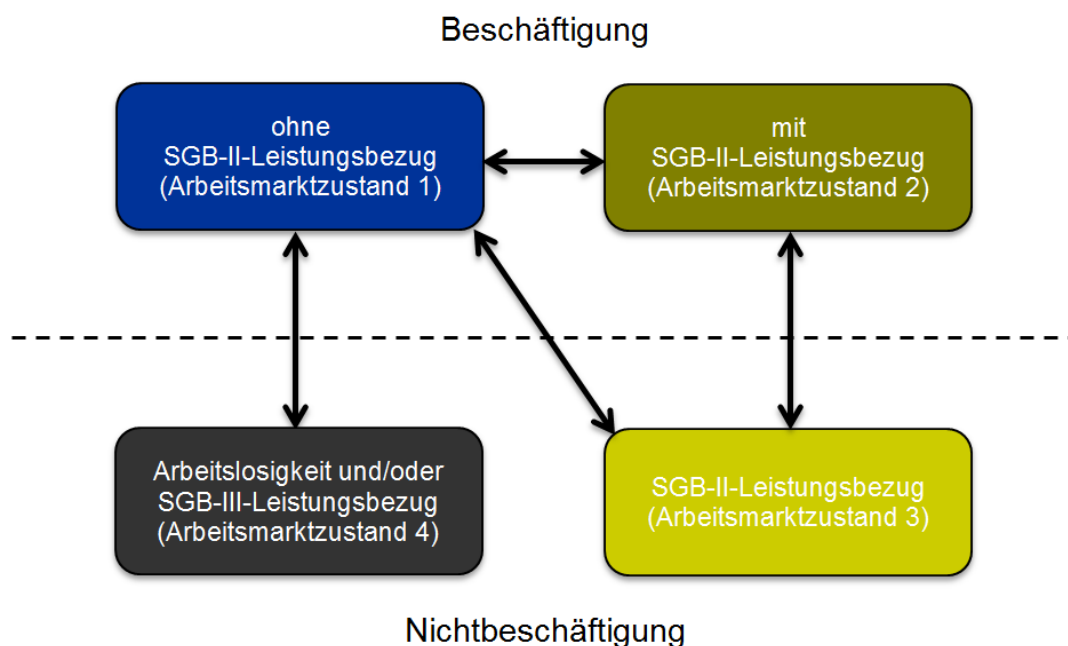 Beschäftigung
ohne
SGB-II-Leistungsbezug
(Arbeitsmarktzustand 1)
mit
SGB-II-Leistungsbezug
(Arbeitsmarktzustand 2)
Arbeitslosigkeit und/oder
SGB-III-Leistungsbezug
(Arbeitsmarktzustand 4)
SGB-II-Leistungsbezug
(Arbeitsmarktzustand 3)
Nichtbeschäftigung